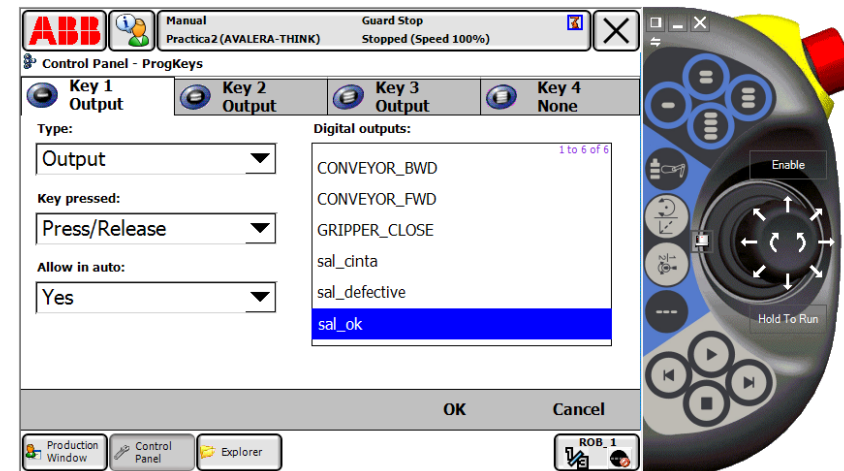 ABB
Manual
Practica2 (AVALERA-THINK)
Guard Stop
Stopped (Speed 100%)
Control Panel - ProgKeys
Key 1
Output
Key 2
Output
Key 3
Output
Key 4
None
Type:
Output
Key pressed:
Press/Release
Allow in auto:
Yes
Digital outputs:
1 to 6 of 6
CONVEYOR_BWD
CONVEYOR_FWD
GRIPPER_CLOSE
sal_cinta
sal_defective
sal_ok
OK
Cancel
Production
Window
Control
Panel
Explorer
ROB_1
1/3
Enable
Hold To Run